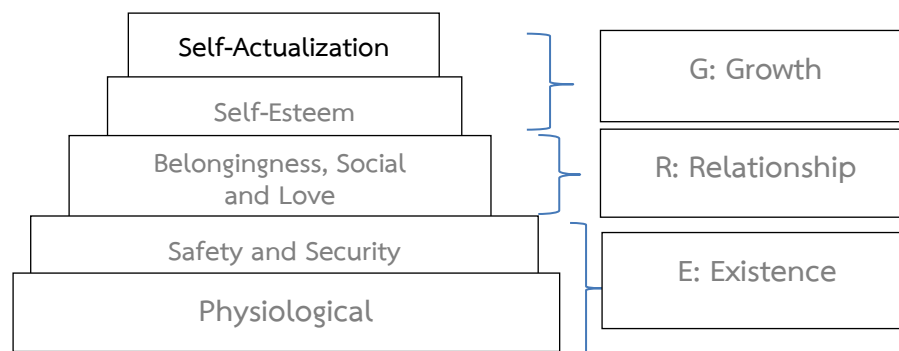 Self-Actualization
Self-Esteem
Belongingness, Social
and Love
Safety and Security
Physiological
G: Growth
R: Relationship
E: Existence